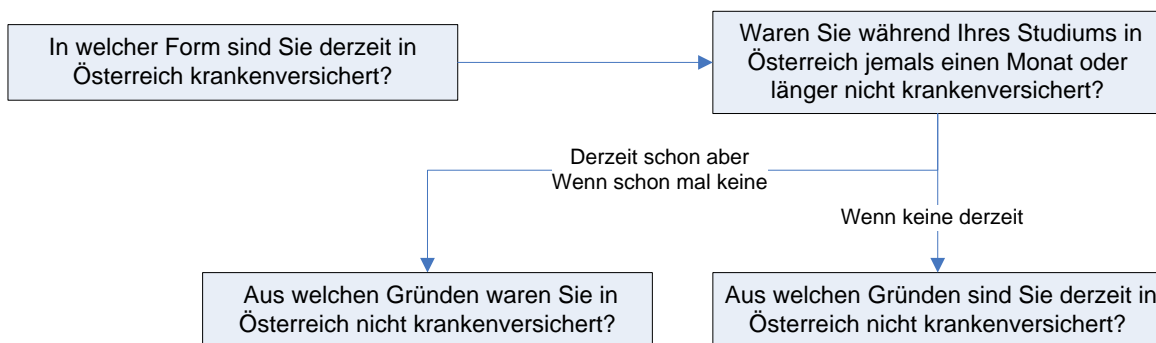 In welcher Form sind Sie derzeit in
Österreich krankenversichert?
Waren Sie während Ihres Studiums in
Österreich jemals einen Monat oder
länger nicht krankenversichert?
Derzeit schon aber
Wenn schon mal keine
Wenn keine derzeit
Aus welchen Gründen waren Sie in
Österreich nicht krankenversichert?
Aus welchen Gründen sind Sie derzeit in
Österreich nicht krankenversichert?